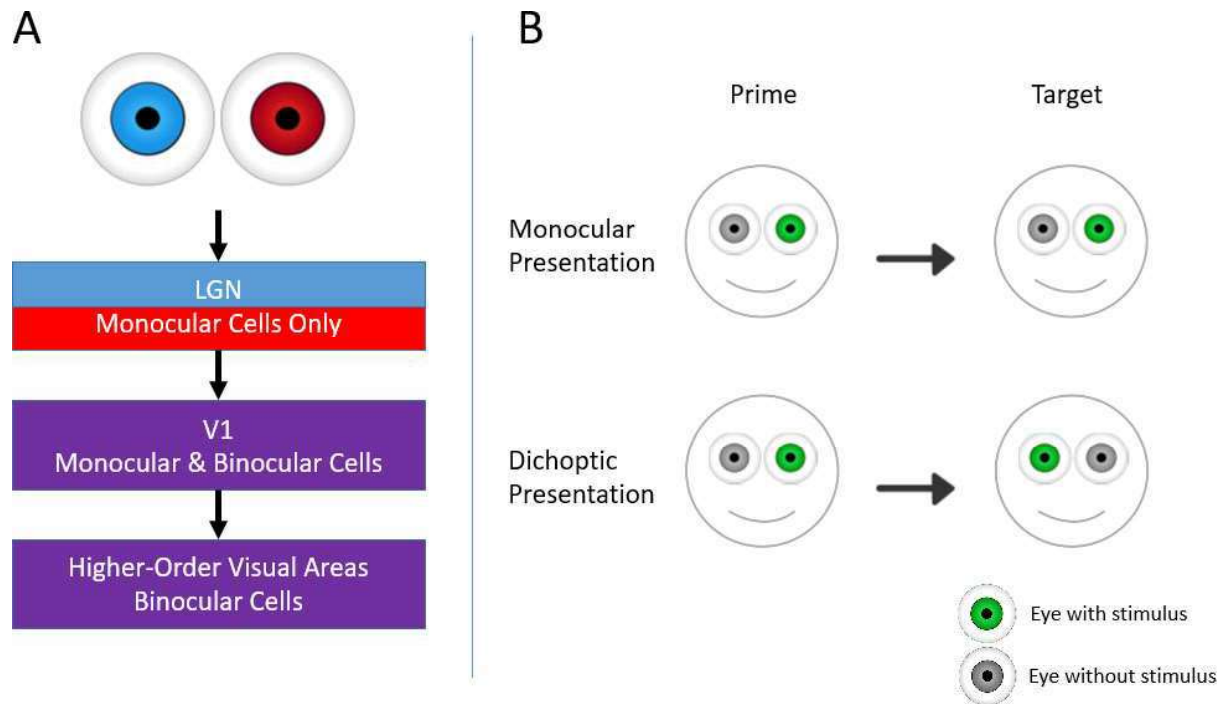 A
LGN
Monocular Cells Only
V1
Monocular & Binocular Cells
Higher-Order Visual Areas
Binocular Cells
B
Prime
Target
Monocular
Presentation
Dichoptic
Presentation
Eye with stimulus
Eye without stimulus